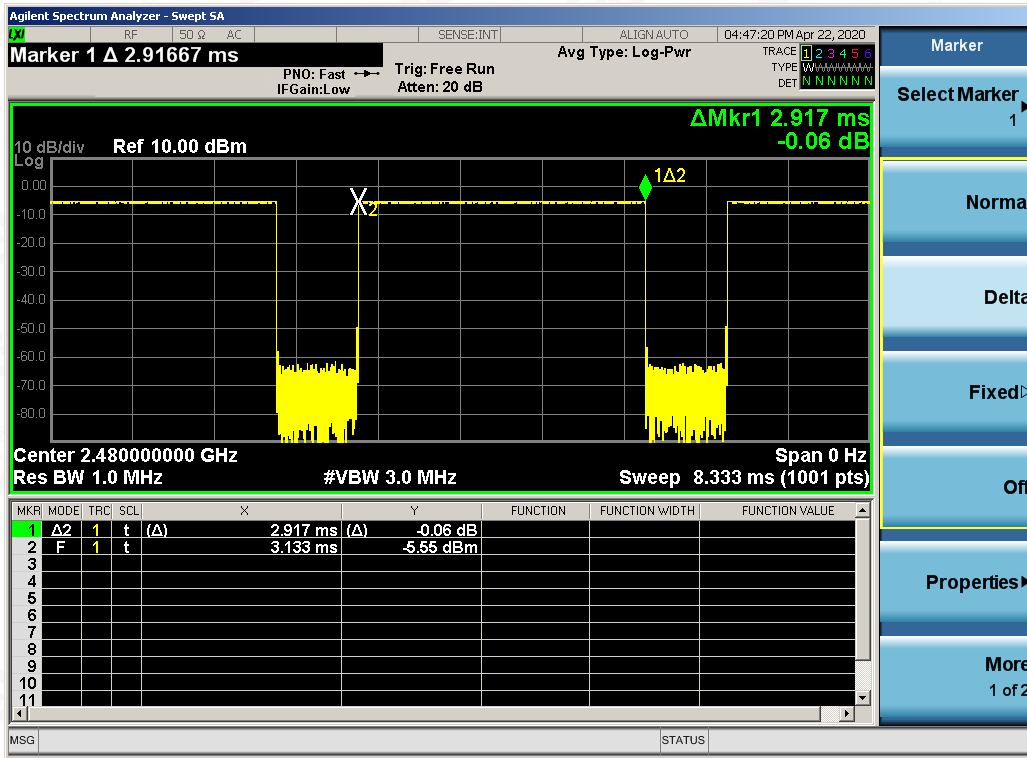 Agilent Spectrum Analyzer - Swept SA
LXI RF 50 Ω AC SENSE:INT ALIGN AUTO 04:47:20 PM Apr 22, 2020
Marker 1 Δ 2.91667 ms
PNO: Fast
IFGain:Low
Trig: Free Run
Atten: 20 dB
Avg Type: Log-Pwr
TRACE 1 2 3 4 5 6
TYPE WWWWWW
DET N N N N N N
ΔMkr1 2.917 ms
-0.06 dB
10 dB/div Ref 10.00 dBm
Log
0.00
-10.0
-20.0
-30.0
-40.0
-50.0
-60.0
-70.0
-80.0
X2
1Δ2
Center 2.480000000 GHz Span 0 Hz
Res BW 1.0 MHz #VBW 3.0 MHz Sweep 8.333 ms (1001 pts)
MKR MODE TRC SCL X Y FUNCTION FUNCTION WIDTH FUNCTION VALUE
1 Δ2 1 t (Δ) 2.917 ms (Δ) -0.06 dB
2 F 1 t 3.133 ms -5.55 dBm
3
4
5
6
7
8
9
10
11
MSG STATUS
Marker
Select Marker
1
Norma
Delta
Fixed
Off
Properties
More
1 of 2